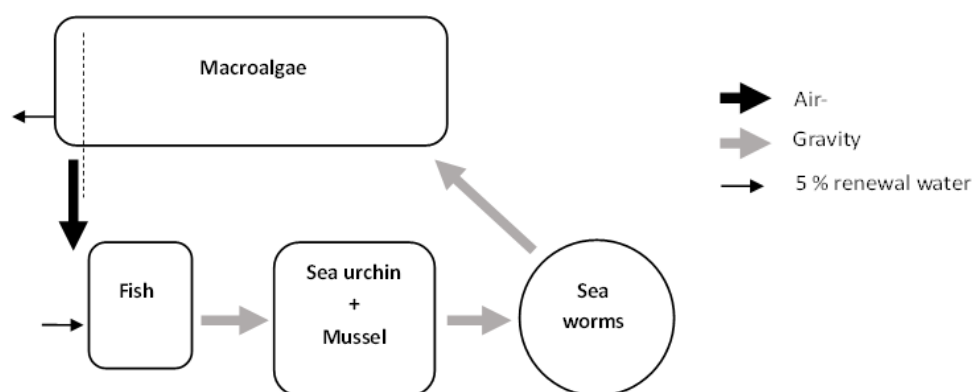 Macroalgae
Air-
Gravity
5 % renewal water
Fish
Sea urchin
+
Mussel
Sea
worms